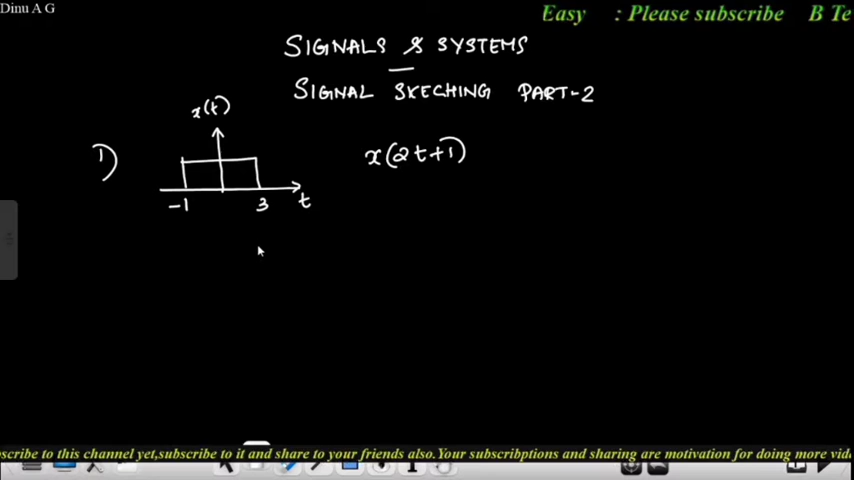 Dinu A G
Easy : Please subscribe B Te
SIGNALS & SYSTEMS
SIGNAL SKECHING PART-2
x(t)
1) x(2t+1)
-1 3 t
scribe to this channel yet,subscribe to it and share to your friends also.Your subscribptions and sharing are motivation for doing more vid